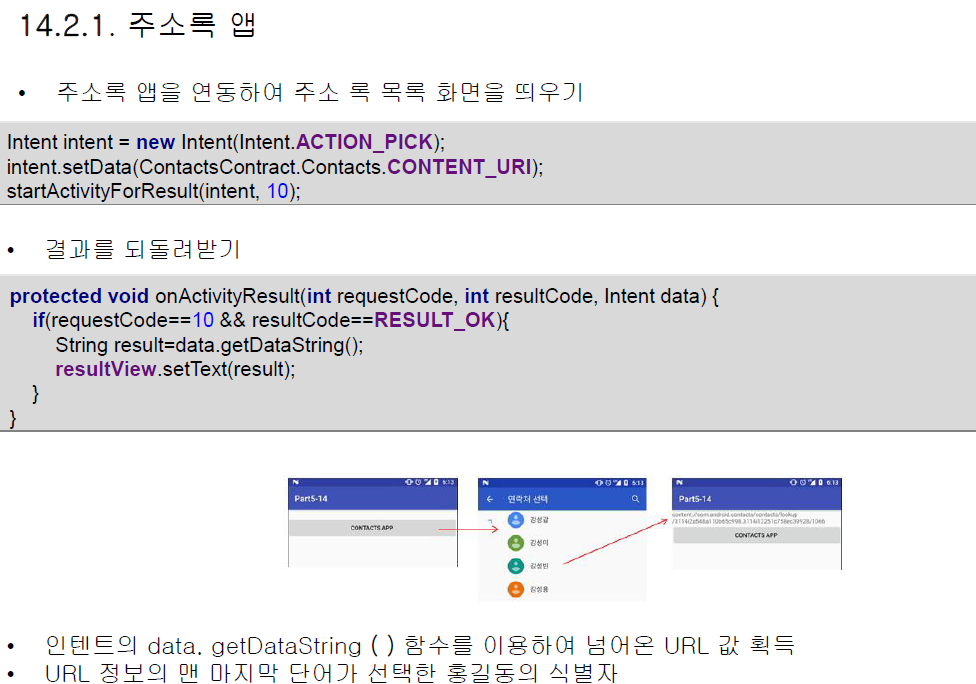 14.2.1. 주소록 앱
• 주소록 앱을 연동하여 주소 록 목록 화면을 띄우기
Intent intent = new Intent(Intent.ACTION_PICK);
intent.setData(ContactsContract.Contacts.CONTENT_URI);
startActivityForResult(intent, 10);
• 결과를 되돌려받기
protected void onActivityResult(int requestCode, int resultCode, Intent data) {
if(requestCode==10 && resultCode==RESULT_OK){
String result=data.getDataString();
resultView.setText(result);
}
}
6:13
Part5-14
CONTACTS APP
6:13
연락처 선택
김성갑
김성미
김성빈
김성용
6:13
Part5-14
content://com.android.contacts/contacts/lookup
CONTACTS APP
• 인텐트의 data. getDataString ( ) 함수를 이용하여 넘어온 URL 값 획득
• URL 정보의 맨 마지막 단어가 선택한 홍길동의 식별자